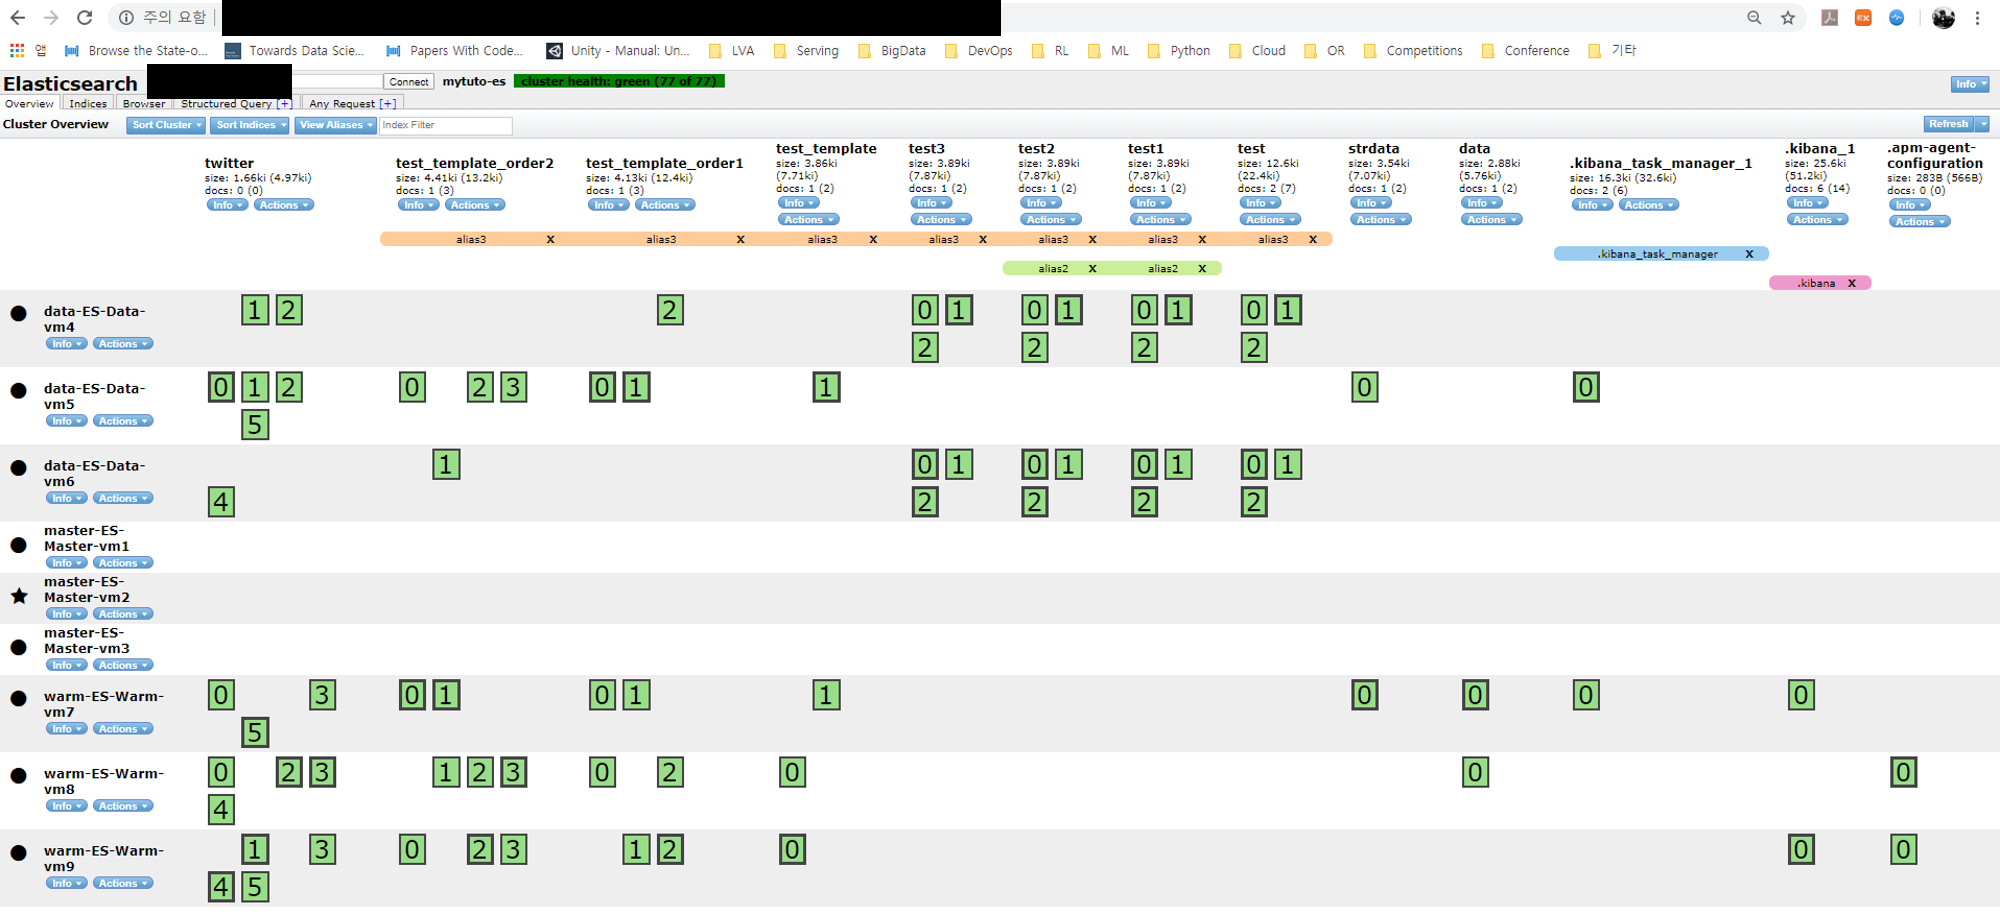 주의 요함
앱 Browse the State-o... Towards Data Scie... Papers With Code... Unity - Manual: Un... LVA Serving BigData DevOps RL ML Python Cloud OR Competitions Conference 기타
Elasticsearch Connect mytuto-es cluster health: green (77 of 77) Info
Overview Indices Browser Structured Query [+] Any Request [+]
Cluster Overview Sort Cluster Sort Indices View Aliases Index Filter Refresh
twitter
size: 1.66ki (4.97ki)
docs: 0 (0)
Info Actions
test_template_order2
size: 4.41ki (13.2ki)
docs: 1 (3)
Info Actions
test_template_order1
size: 4.13ki (12.4ki)
docs: 1 (3)
Info Actions
test_template
size: 3.86ki
(7.71ki)
docs: 1 (2)
Info
Actions
test3
size: 3.89ki
(7.87ki)
docs: 1 (2)
Info
Actions
test2
size: 3.89ki
(7.87ki)
docs: 1 (2)
Info
Actions
test1
size: 3.89ki
(7.87ki)
docs: 1 (2)
Info
Actions
test
size: 12.6ki
(22.4ki)
docs: 2 (7)
Info
Actions
strdata
size: 3.54ki
(7.07ki)
docs: 1 (2)
Info
Actions
data
size: 2.88ki
(5.76ki)
docs: 1 (2)
Info
Actions
.kibana_task_manager_1
size: 16.3ki (32.6ki)
docs: 2 (6)
Info Actions
.kibana_1
size: 25.6ki
(51.2ki)
docs: 6 (14)
Info
Actions
.apm-agent-
configuration
size: 283B (566B)
docs: 0 (0)
Info
Actions
alias3 X alias3 X alias3 X alias3 X alias3 X alias3 X alias3 X
.kibana_task_manager X
alias2 X alias2 X
.kibana X
data-ES-Data-
vm4
Info Actions
1 2 2 0 1 0 1 0 1 0 1
2 2 2 2
data-ES-Data-
vm5
Info Actions
0 1 2 0 2 3 0 1 1 0 0
5
data-ES-Data-
vm6
Info Actions
1 0 1 0 1 0 1 0 1
4 2 2 2 2
master-ES-
Master-vm1
Info Actions
master-ES-
Master-vm2
Info Actions
master-ES-
Master-vm3
Info Actions
warm-ES-Warm-
vm7
Info Actions
0 3 0 1 0 1 1 0 0 0 0
5
warm-ES-Warm-
vm8
Info Actions
0 2 3 1 2 3 0 2 0 0 0
4
warm-ES-Warm-
vm9
Info Actions
1 3 0 2 3 1 2 0 0 0
4 5